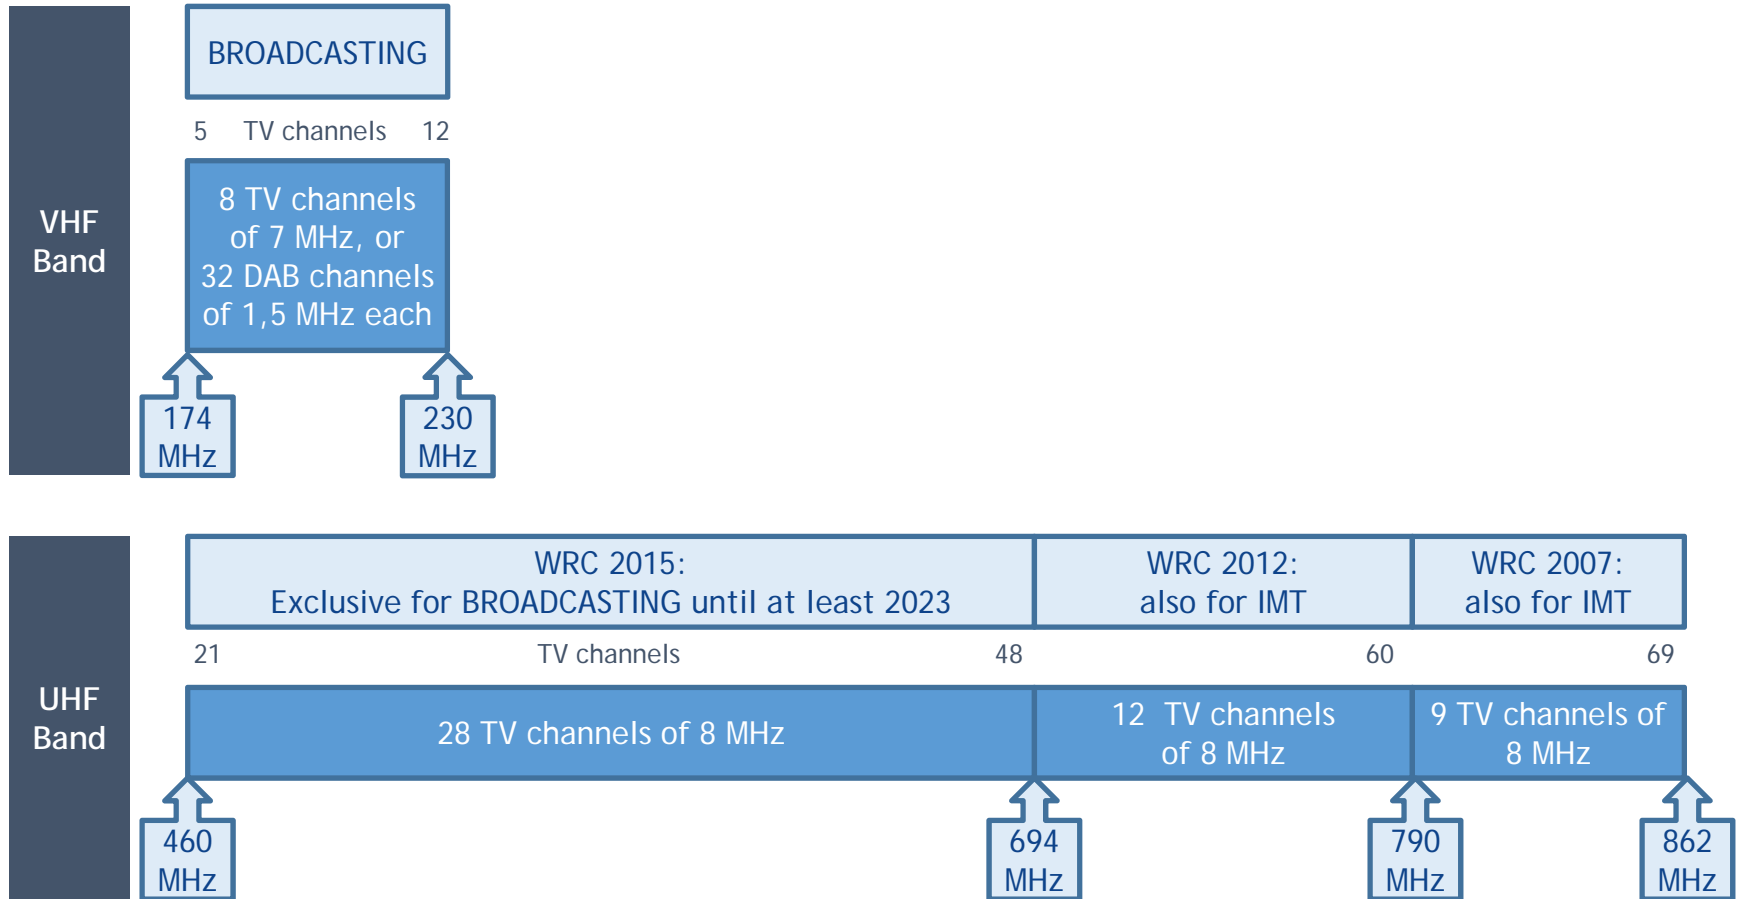 VHF
Band
BROADCASTING
5 TV channels 12
8 TV channels
of 7 MHz, or
32 DAB channels
of 1,5 MHz each
174
MHz
230
MHz
UHF
Band
WRC 2015:
Exclusive for BROADCASTING until at least 2023
WRC 2012:
also for IMT
WRC 2007:
also for IMT
21 TV channels 48 60 69
28 TV channels of 8 MHz
12 TV channels
of 8 MHz
9 TV channels of
8 MHz
460
MHz
694
MHz
790
MHz
862
MHz